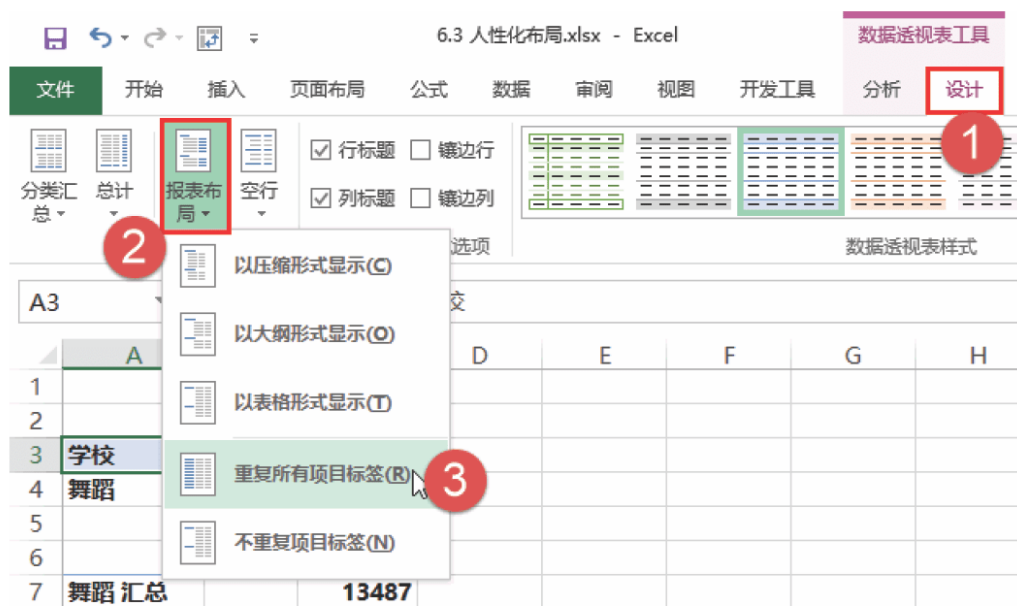 6.3 人性化布局.xlsx - Excel
数据透视表工具
文件 开始 插入 页面布局 公式 数据 审阅 视图 开发工具 分析 设计
1
分类汇总 总计 报表布局 空行
行标题 镶边行
列标题 镶边列
2
选项
数据透视表样式
以压缩形式显示(C)
A3
以大纲形式显示(O)
A D E F G H
1
以表格形式显示(T)
2
3 学校
重复所有项目标签(R)
3
4 舞蹈
5
不重复项目标签(N)
6
7 舞蹈 汇总 13487